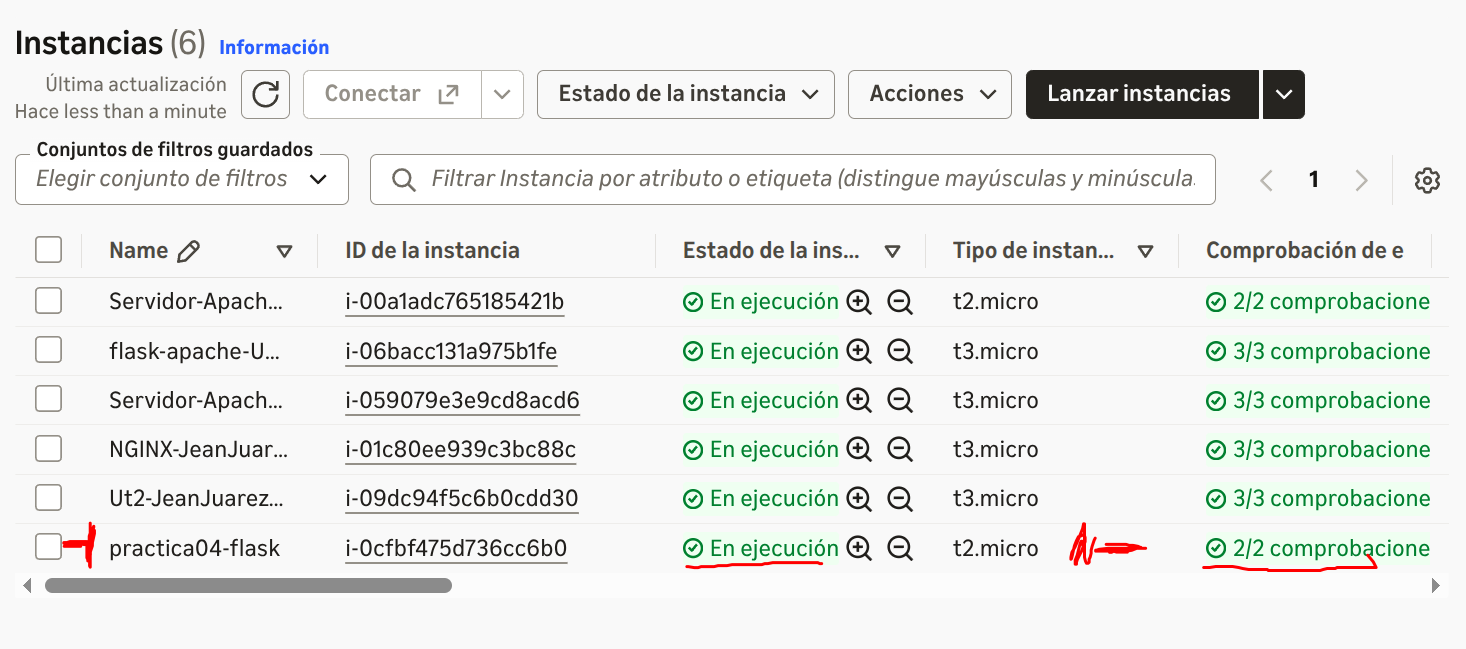 Instancias (6) Información
Última actualización
Hace less than a minute
Conectar
Estado de la instancia
Acciones
Lanzar instancias
Conjuntos de filtros guardados
Elegir conjunto de filtros
Filtrar Instancia por atributo o etiqueta (distingue mayúsculas y minúscula
1
Name ID de la instancia Estado de la ins... Tipo de instan... Comprobación de e
Servidor-Apach... i-00a1adc765185421b En ejecución t2.micro 2/2 comprobacione
flask-apache-U... i-06bacc131a975b1fe En ejecución t3.micro 3/3 comprobacione
Servidor-Apach... i-059079e3e9cd8acd6 En ejecución t3.micro 3/3 comprobacione
NGINX-JeanJuar... i-01c80ee939c3bc88c En ejecución t3.micro 3/3 comprobacione
Ut2-JeanJuarez... i-09dc94f5c6b0cdd30 En ejecución t3.micro 3/3 comprobacione
practica04-flask i-0cfbf475d736cc6b0 En ejecución t2.micro 2/2 comprobacione